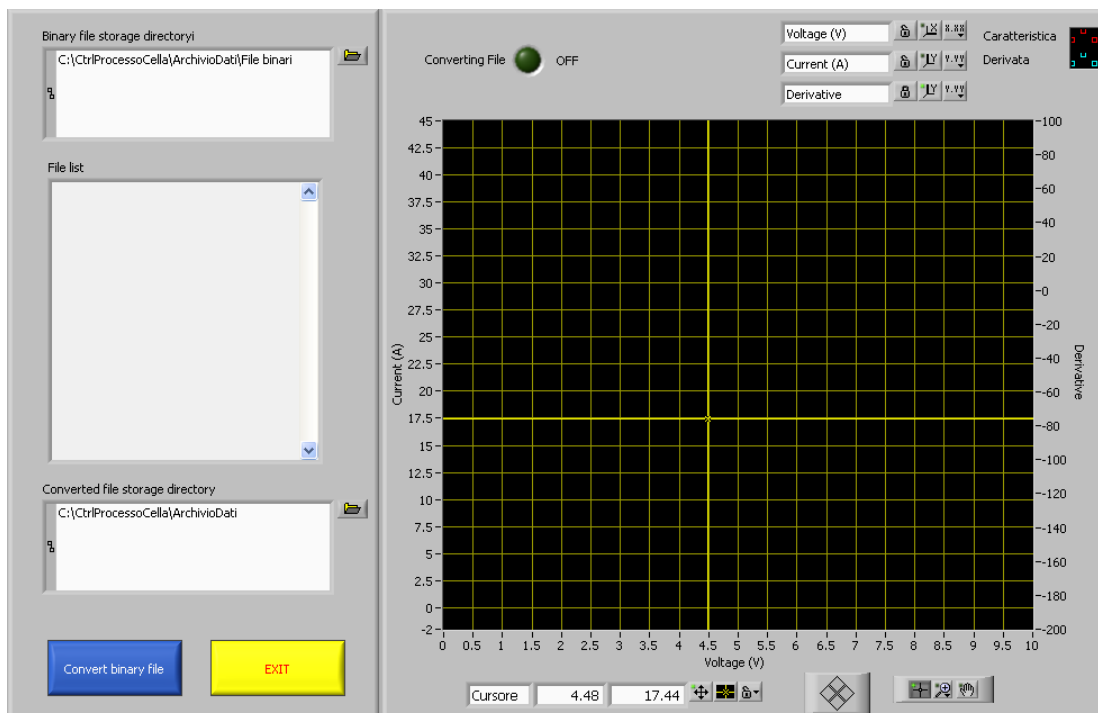 Binary file storage directoryi
C:\CtrlProcessoCella\ArchivioDati\File binari
File list
Converted file storage directory
C:\CtrlProcessoCella\ArchivioDati
Convert binary file
EXIT
Converting File
OFF
Voltage (V)
X.XX
Current (A)
Y.YY
Derivative
Y.YY
Caratteristica
Derivata
45
42.5
40
37.5
35
32.5
30
27.5
25
22.5
20
17.5
15
12.5
10
7.5
5
2.5
0
-2
Current (A)
100
80
60
40
20
0
-20
-40
-60
-80
-100
-120
-140
-160
-180
-200
Derivative
0 0.5 1 1.5 2 2.5 3 3.5 4 4.5 5 5.5 6 6.5 7 7.5 8 8.5 9 9.5 10
Voltage (V)
Cursore 4.48 17.44